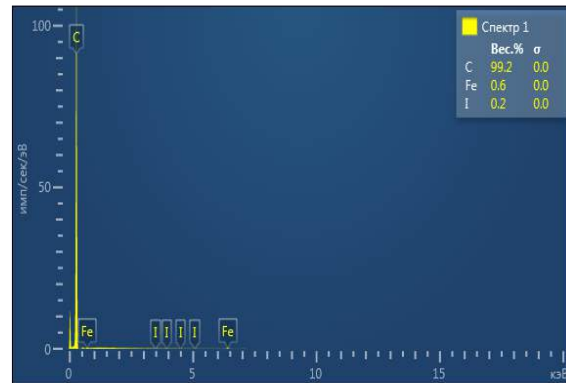 100
C
Спектр 1
Вес.% σ
C 99.2 0.0
Fe 0.6 0.0
I 0.2 0.0
имп/сек/эВ
50
Fe I I I I Fe
0
0 5 10 15 кэВ